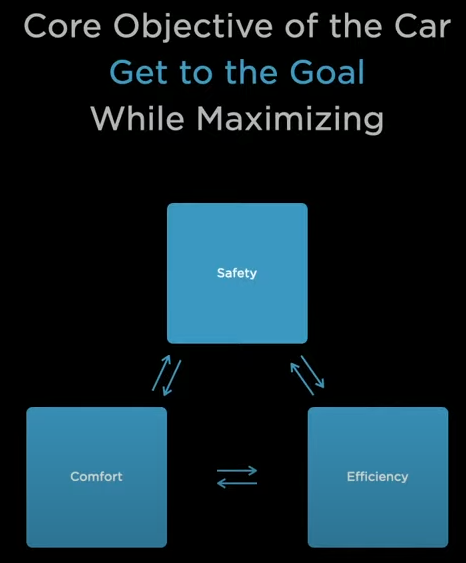 Core Objective of the Car
Get to the Goal
While Maximizing
Safety
Comfort
Efficiency